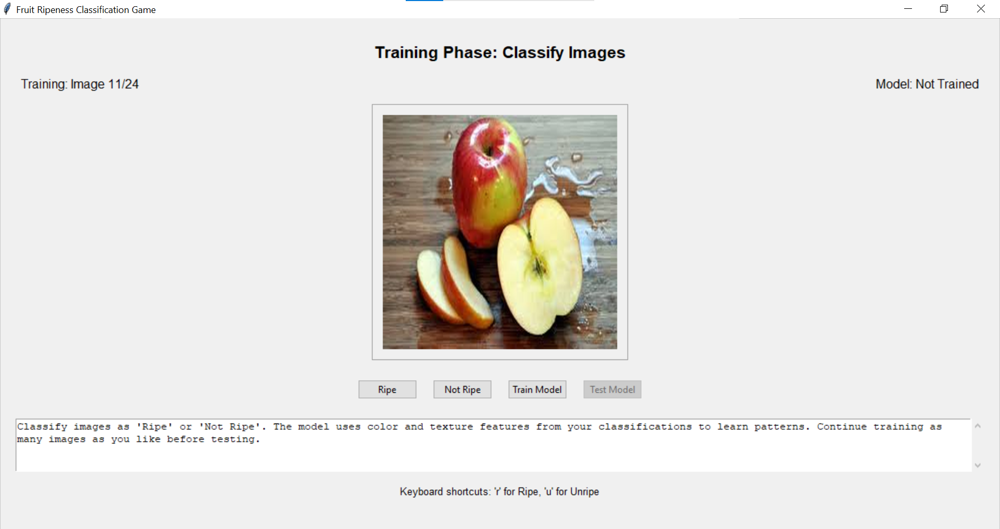 Fruit Ripeness Classification Game
Training Phase: Classify Images
Training: Image 11/24
Model: Not Trained
Ripe
Not Ripe
Train Model
Test Model
Classify images as 'Ripe' or 'Not Ripe'. The model uses color and texture features from your classifications to learn patterns. Continue training as
many images as you like before testing.
Keyboard shortcuts: 'r' for Ripe, 'u' for Unripe